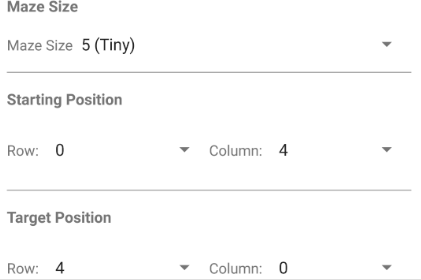 Maze Size
Maze Size 5 (Tiny)
Starting Position
Row: 0 Column: 4
Target Position
Row: 4 Column: 0